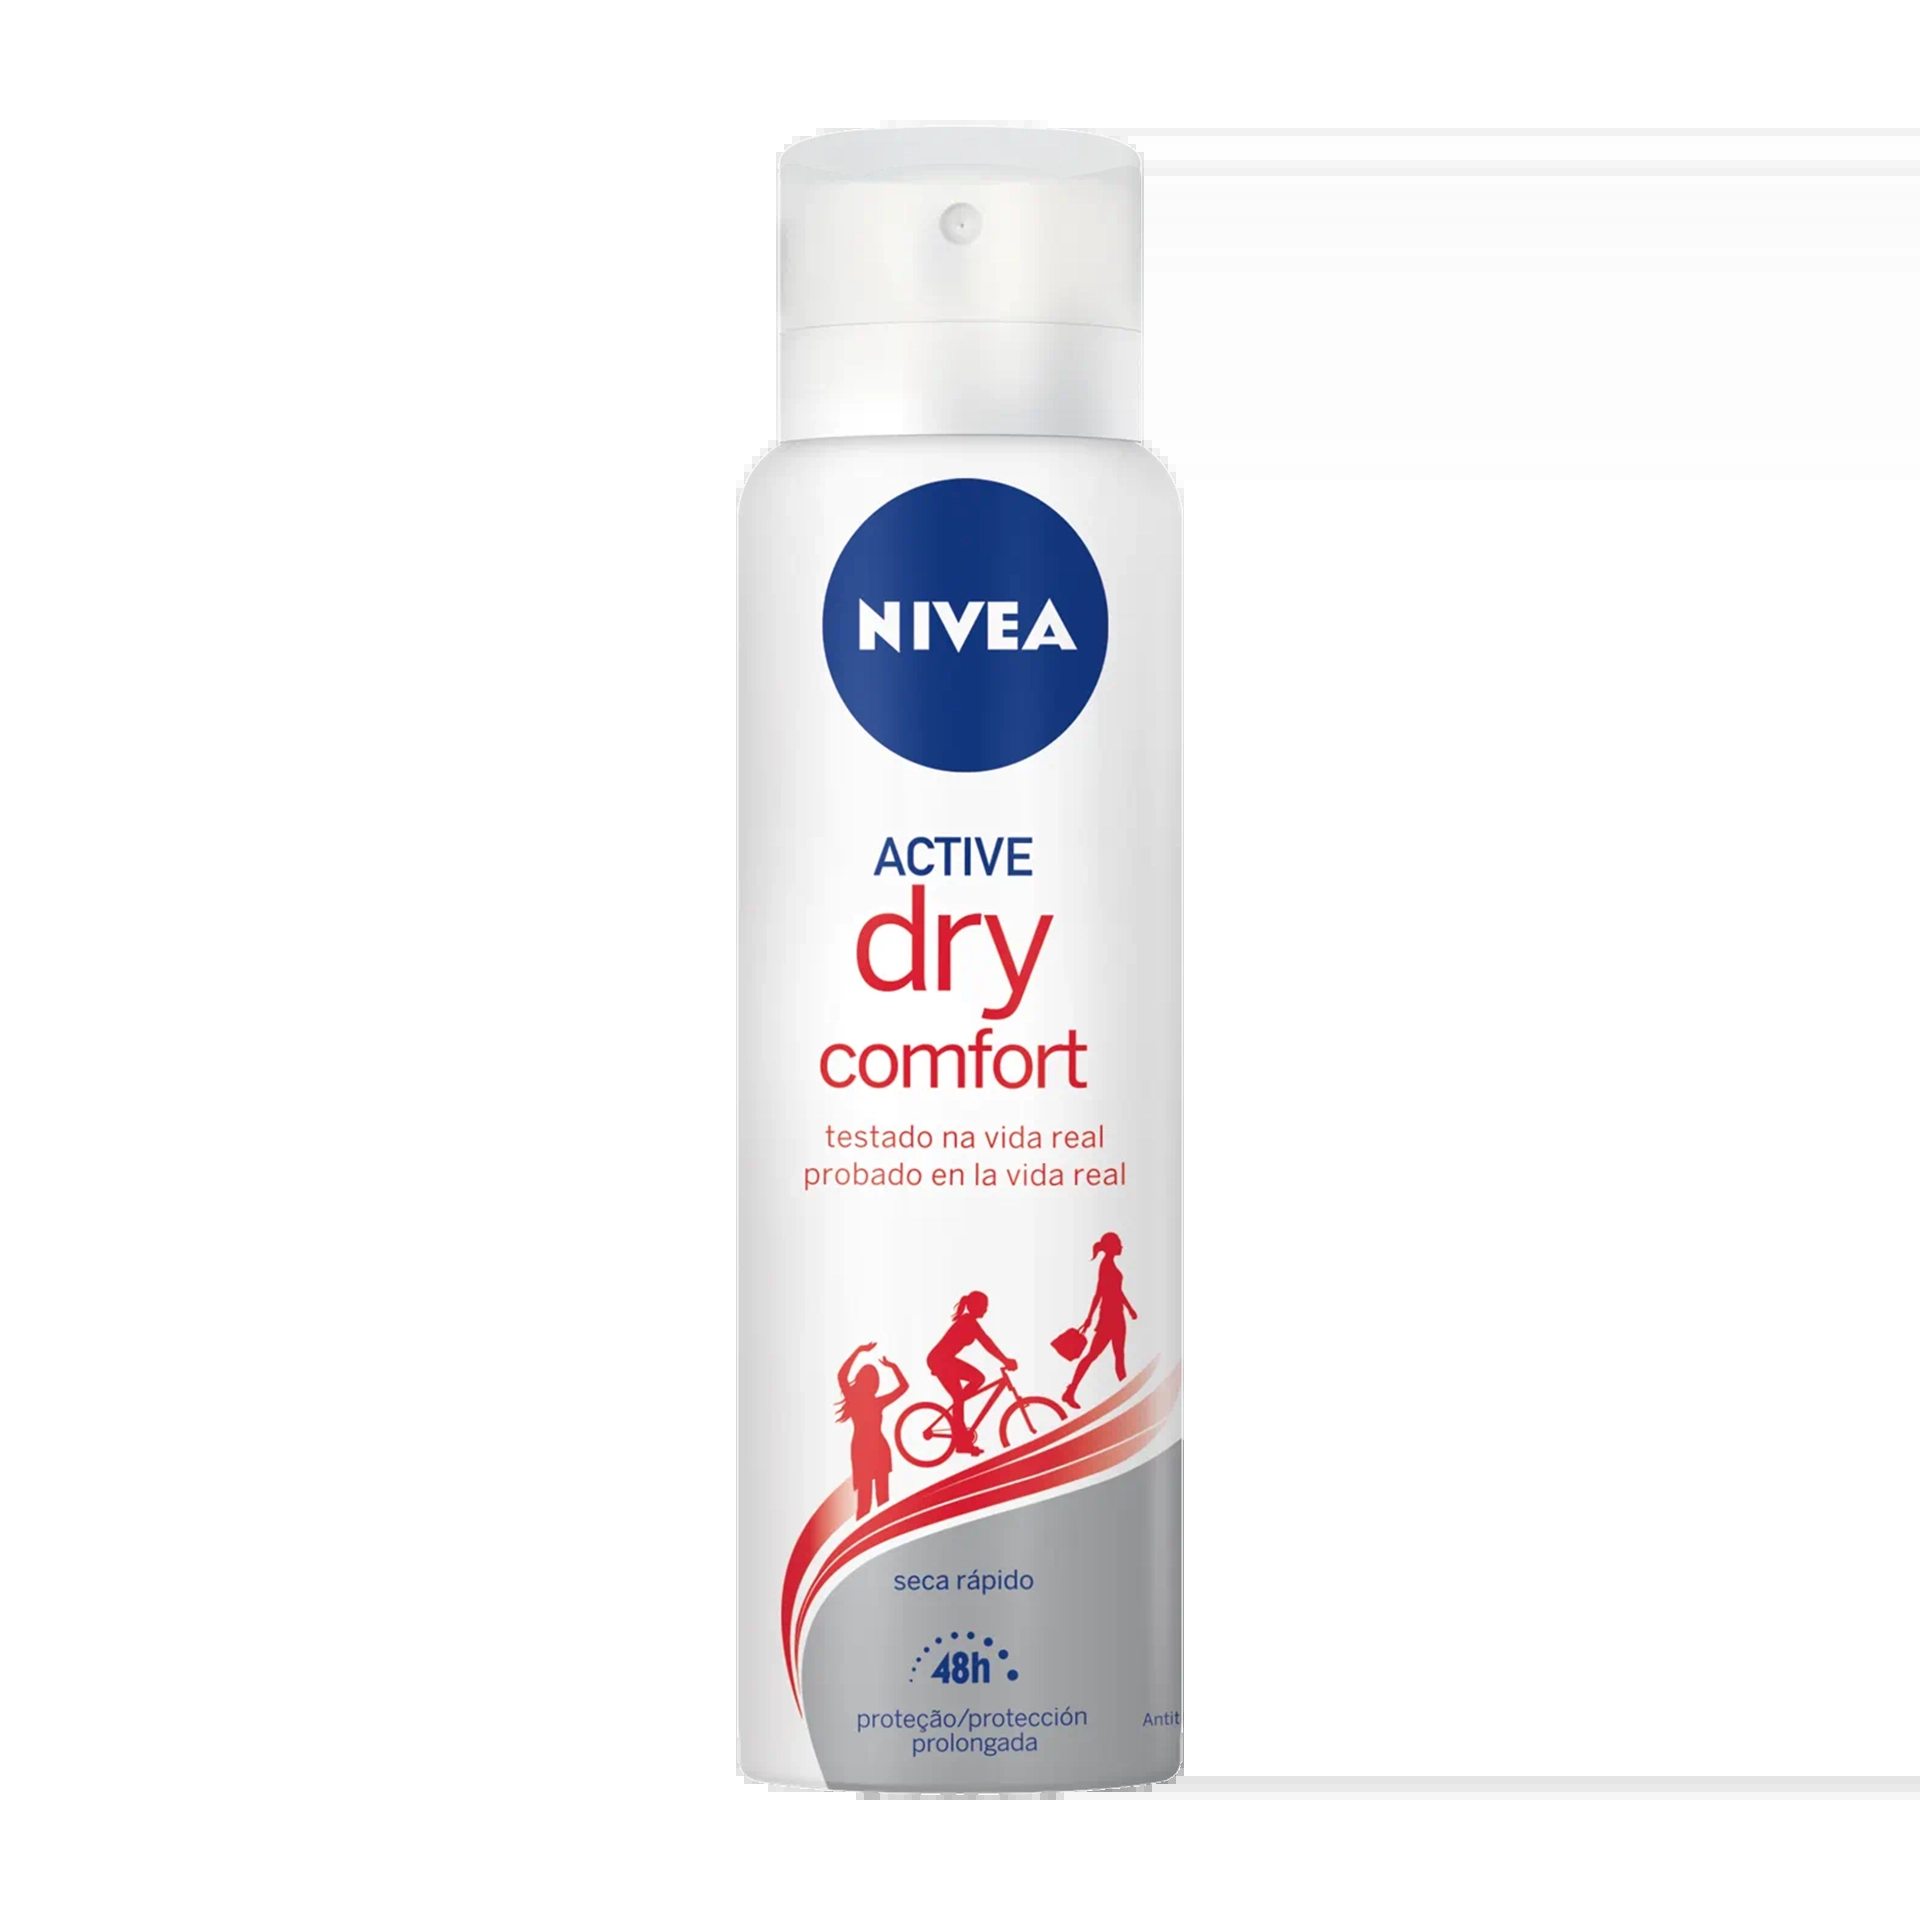 NIVEA
ACTIVE
dry
comfort
testado na vida real
probado en la vida real
seca rápido
48h
proteção/protección
prolongada